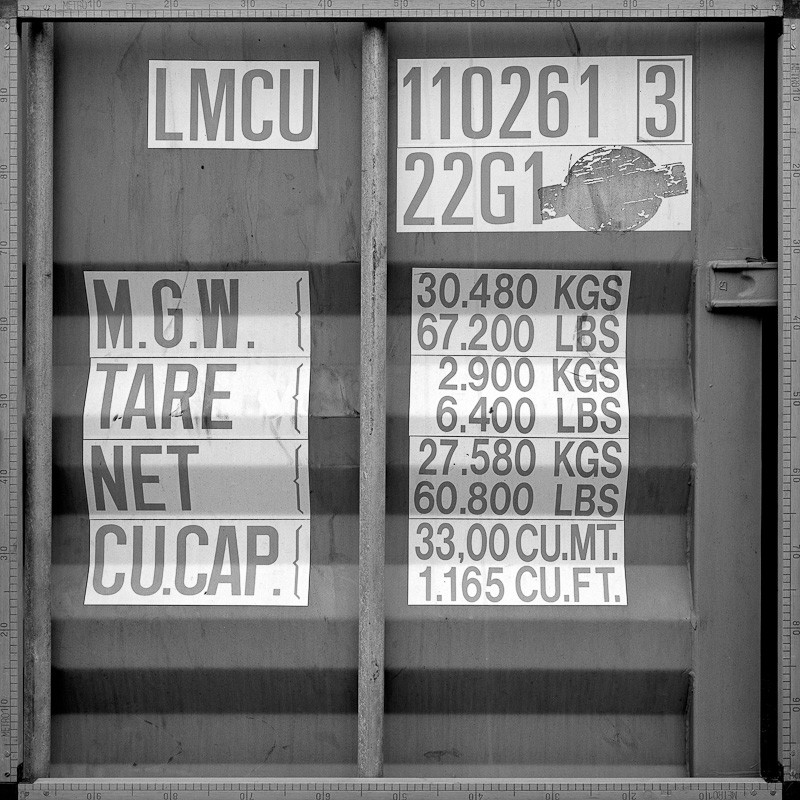 LMCU 110261 3
22G1
M.G.W. 30.480 KGS
67.200 LBS
TARE 2.900 KGS
6.400 LBS
NET 27.580 KGS
60.800 LBS
CU.CAP. 33,00 CU.MT.
1.165 CU.FT.